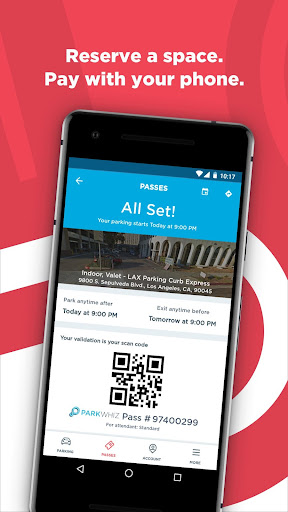 Reserve a space.
Pay with your phone.
10:17
PASSES
All Set!
Your parking starts Today at 9:00 PM
Indoor, Valet - LAX Parking Curb Express
9800 S. Sepulveda Blvd., Los Angeles, CA, 90045
Park anytime after
Exit anytime before
Today at 9:00 PM
Tomorrow at 9:00 PM
Your validation is your scan code
PARKWHIZ Pass # 97400299
For attendant: Standard
PARKING
PASSES
ACCOUNT
MORE